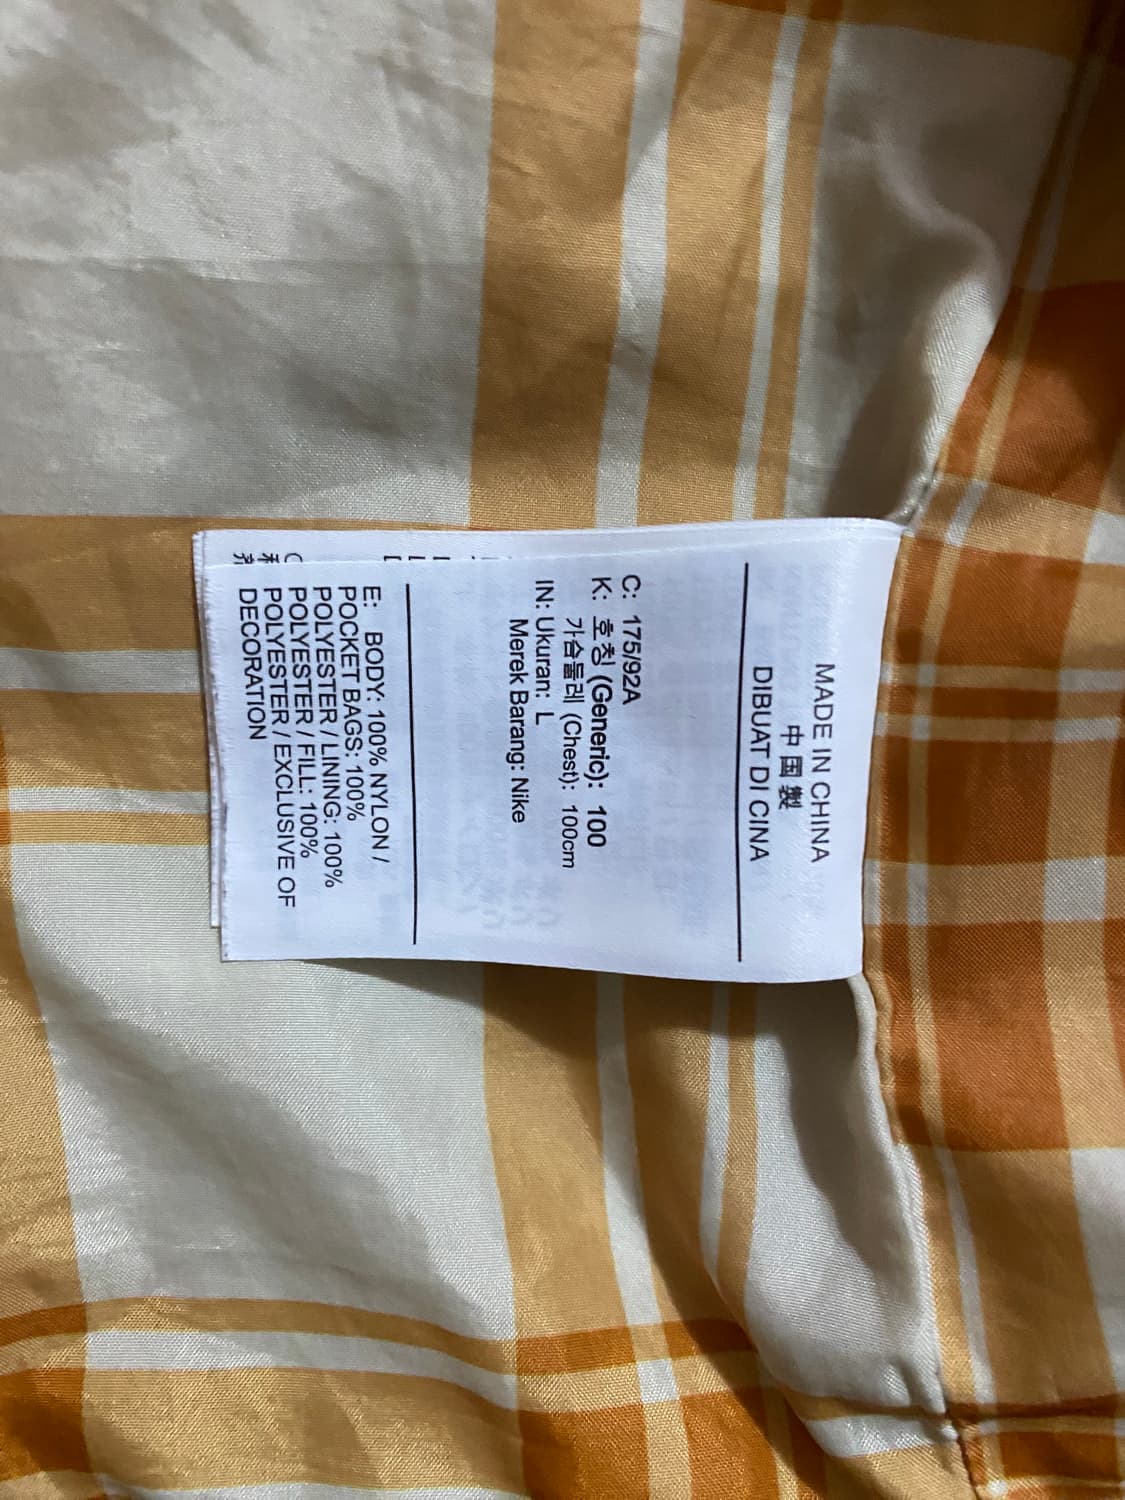 MADE IN CHINA
中国製
DIBUAT DI CINA
C: 175/92A
K: 호칭 (Generic): 100
가슴둘레 (Chest): 100cm
IN: Ukuran: L
Merek Barang: Nike
E: BODY: 100% NYLON /
POCKET BAGS: 100%
POLYESTER / LINING: 100%
POLYESTER / FILL: 100%
POLYESTER / EXCLUSIVE OF
DECORATION